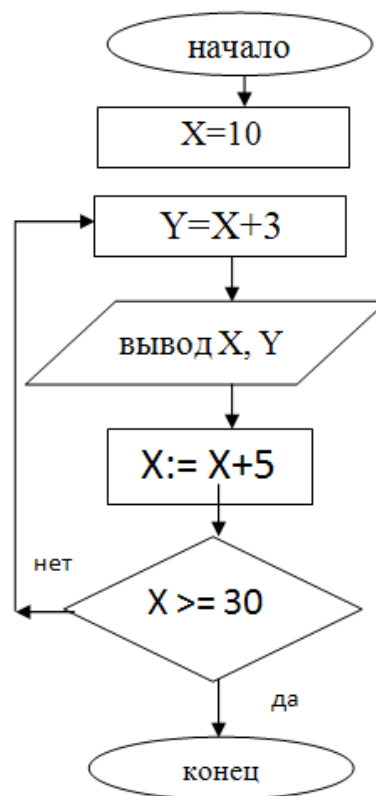 начало
X=10
Y=X+3
вывод X, Y
X:= X+5
нет
X >= 30
да
конец